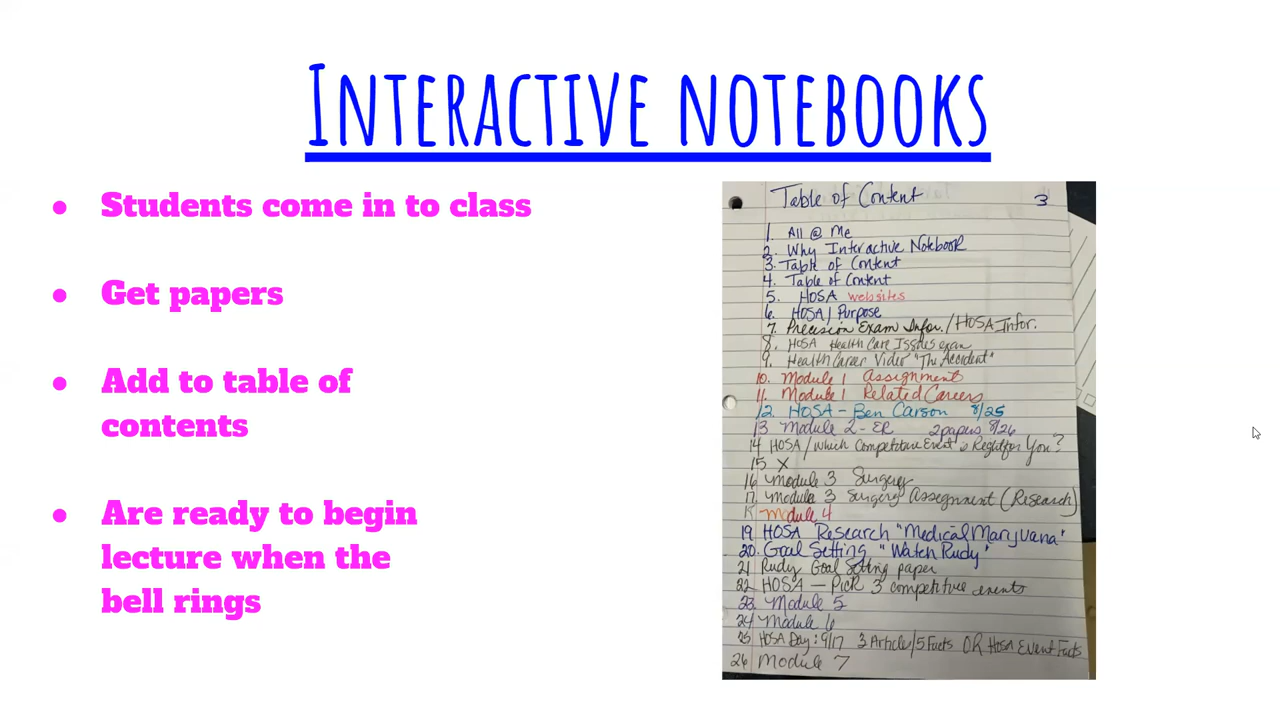 Interactive notebooks
● Students come in to class
● Get papers
● Add to table of
contents
● Are ready to begin
lecture when the
bell rings
Table of Content 3
1. All @ Me
2. Why Interactive Notebook
3. Table of Content
4. Table of Content
5. HOSA websites
6. HOSA/ Purpose
7. Precision Exam Infor./HOSA Infor.
8. HOSA Health Care Issues exam
9. Health Career Video "The Accident"
10. Module 1 Assignment
11. Module 1 Related Careers
12. HOSA - Ben Carson 8/25
13 Module 2 - ER 2 papers 8/26
14 HOSA/Which Competitive Event is Right for You?
15 X
16 Module 3 Surgery
17 Module 3 Surgery Assignment (Research)
18 Module 4
19 HOSA Research "Medical Maryuana"
20. Goal Setting "Watch Rudy"
21 Rudy Goal Setting paper
22 HOSA — Pick 3 competitive events
23 Module 5
24 Module 6
25 HOSA Day: 9/17 3 Article/5 Facts OR HOSA Event Facts
26 Module 7